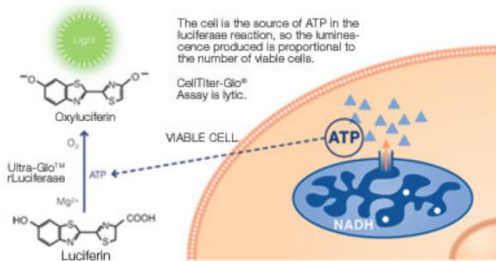 Light
The cell is the source of ATP in the
luciferase reaction, so the lumines-
cence produced is proportional to
the number of viable cells.
CellTiter-Glo®
Assay is lytic.
⁻O
O⁻
S
N
N
S
Oxyluciferin
O₂
Ultra-Glo™
rLuciferase
ATP
Mg²⁺
VIABLE CELL
ATP
NADH
HO
S
N
N
S
COOH
Luciferin